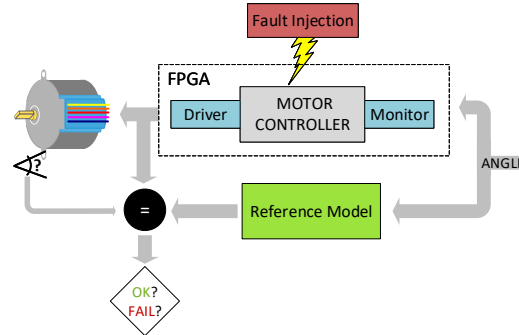 Fault Injection
FPGA
Driver
MOTOR
CONTROLLER
Monitor
?
ANGLE
=
Reference Model
OK?
FAIL?